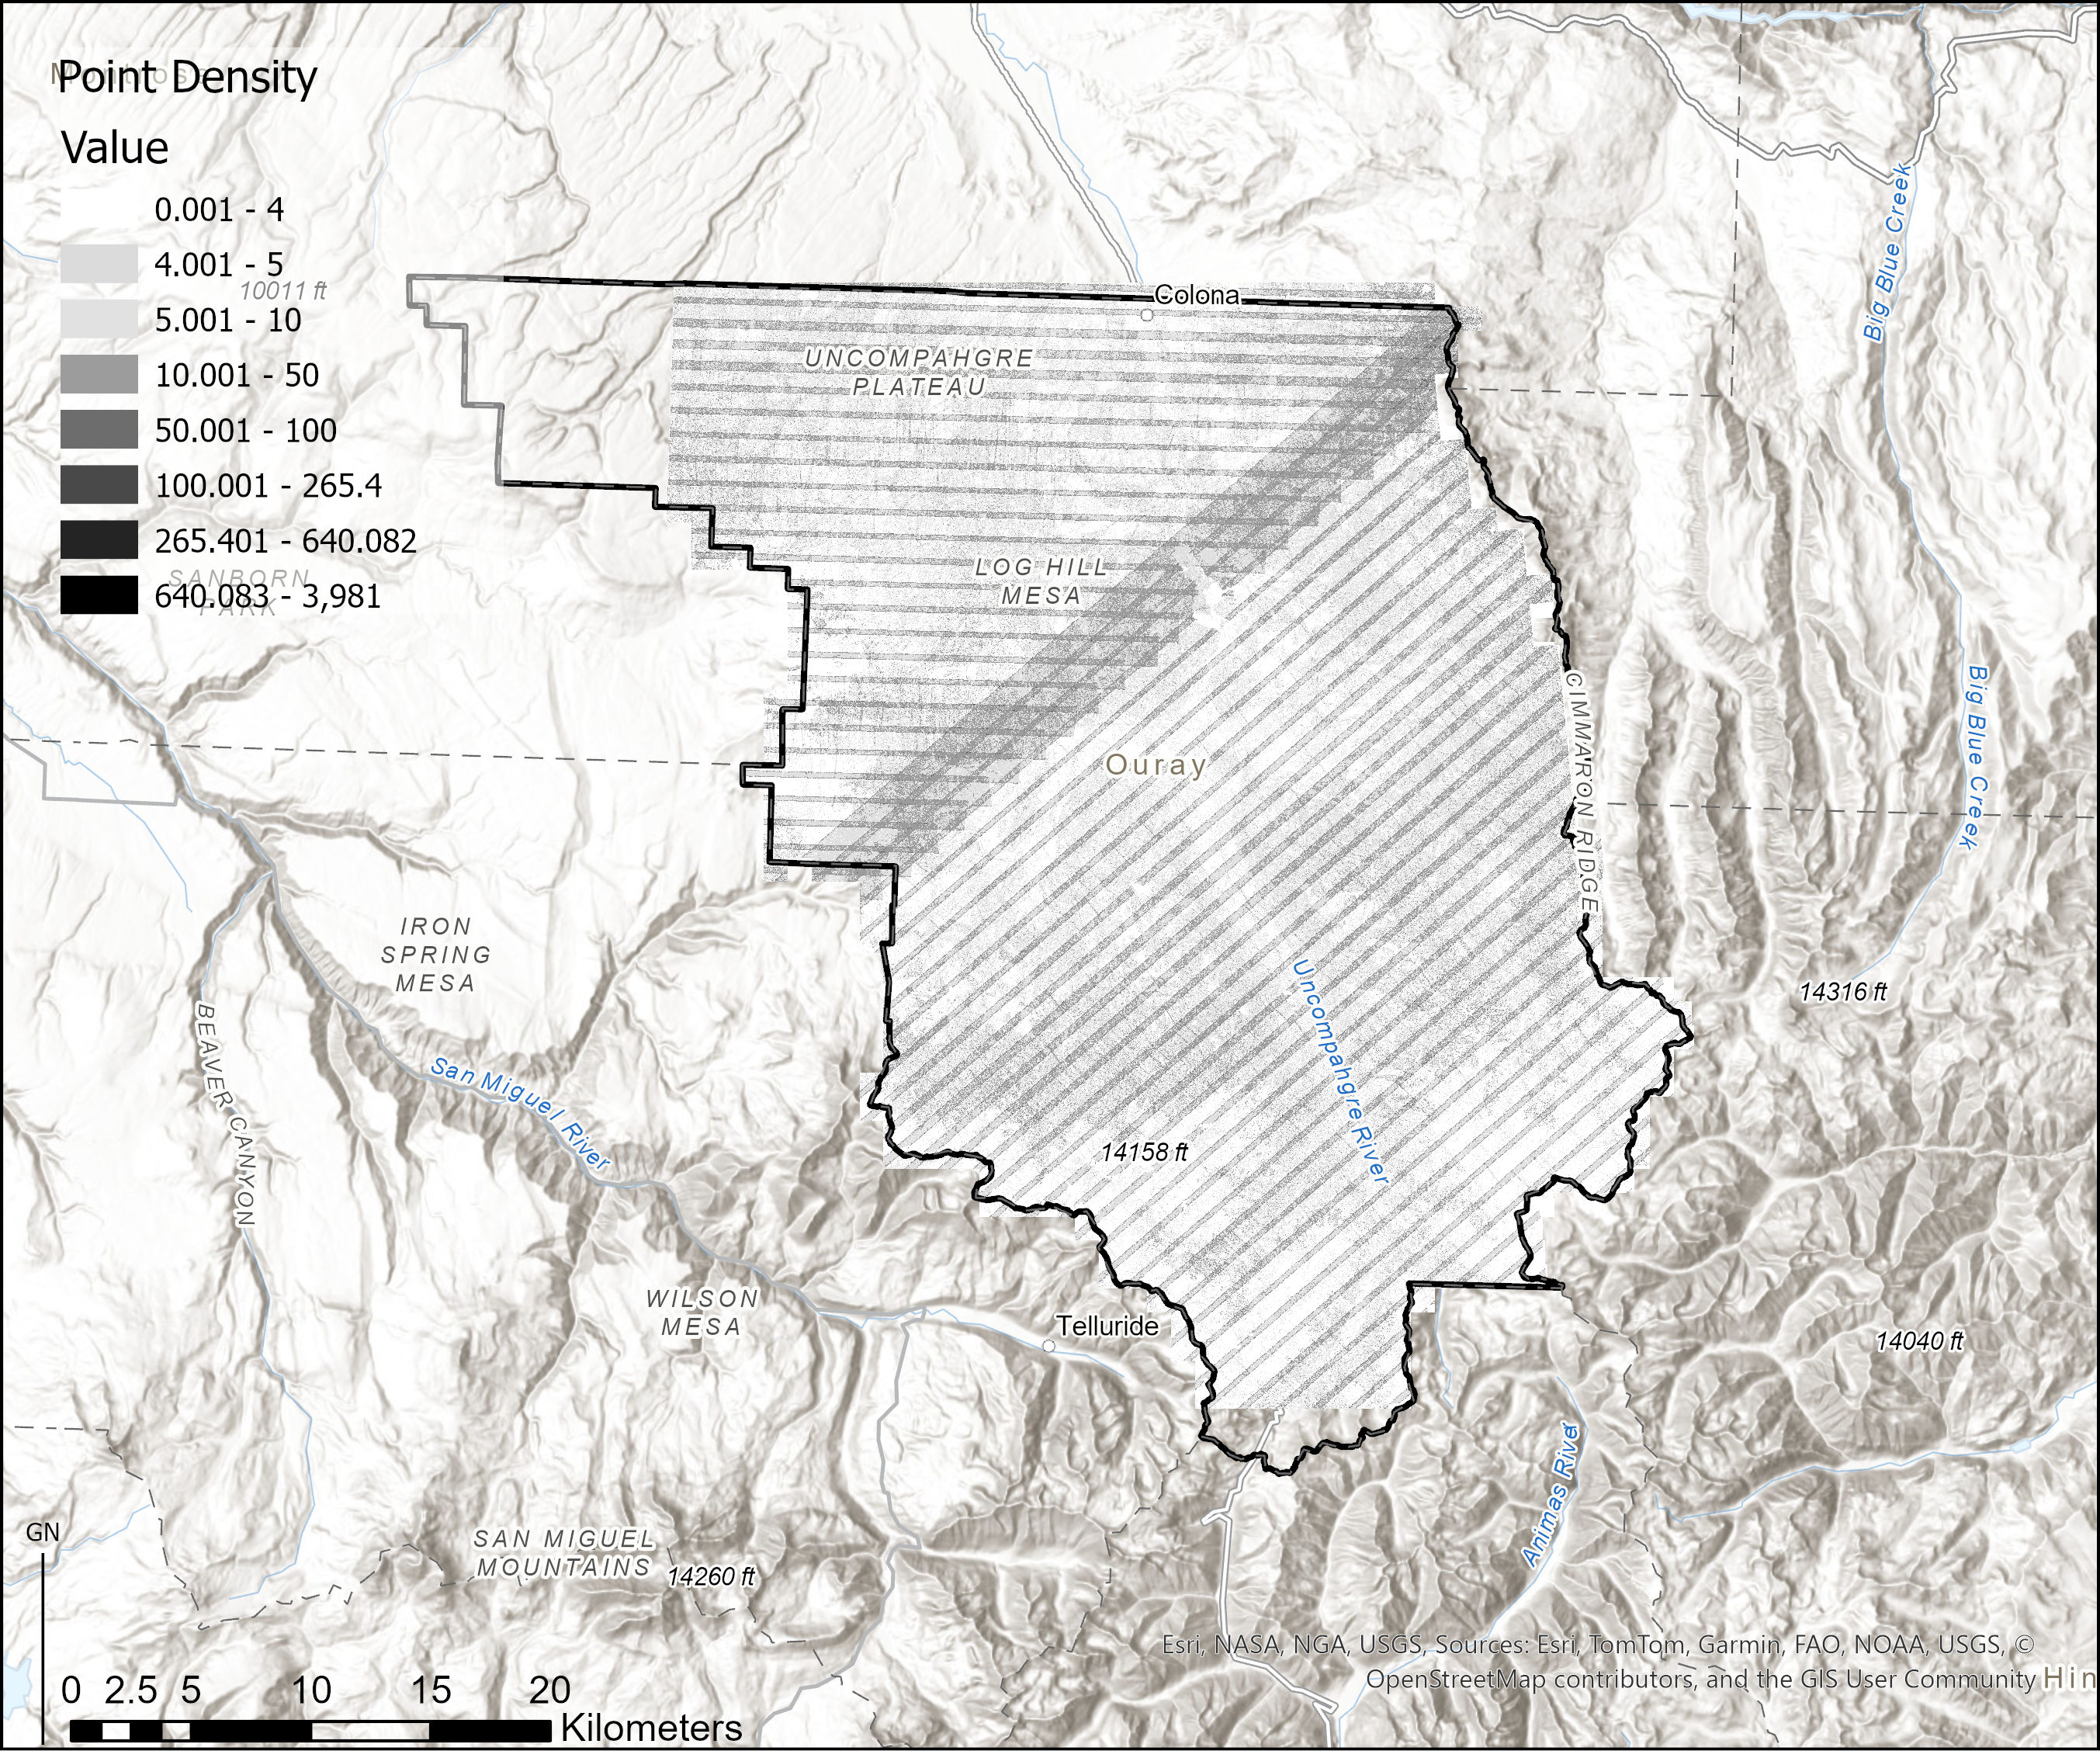 Montrose
Point Density
Value
0.001 - 4
4.001 - 5
10011 ft
5.001 - 10
10.001 - 50
50.001 - 100
100.001 - 265.4
265.401 - 640.082
SANBORN
PARK
640.083 - 3,981
Colona
UNCOMPAHGRE
PLATEAU
LOG HILL
MESA
Ouray
Big Blue Creek
Big Blue Creek
CIMMARON RIDGE
IRON
SPRING
MESA
BEAVER CANYON
San Miguel River
Uncompahgre River
14316 ft
14158 ft
WILSON
MESA
Telluride
14040 ft
Animas River
SAN MIGUEL
MOUNTAINS
14260 ft
GN
0 2.5 5 10 15 20
Kilometers
Esri, NASA, NGA, USGS, Sources: Esri, TomTom, Garmin, FAO, NOAA, USGS, ©
OpenStreetMap contributors, and the GIS User Community
Hin